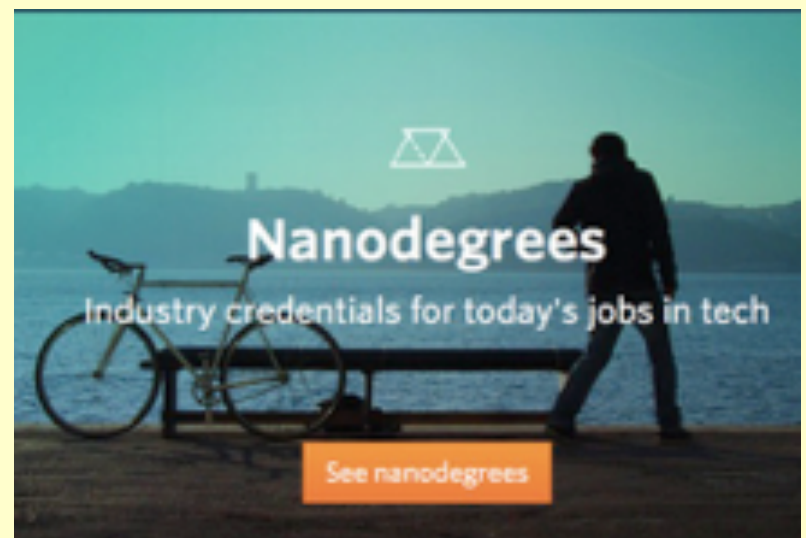 Nanodegrees
Industry credentials for today's jobs in tech
See nanodegrees